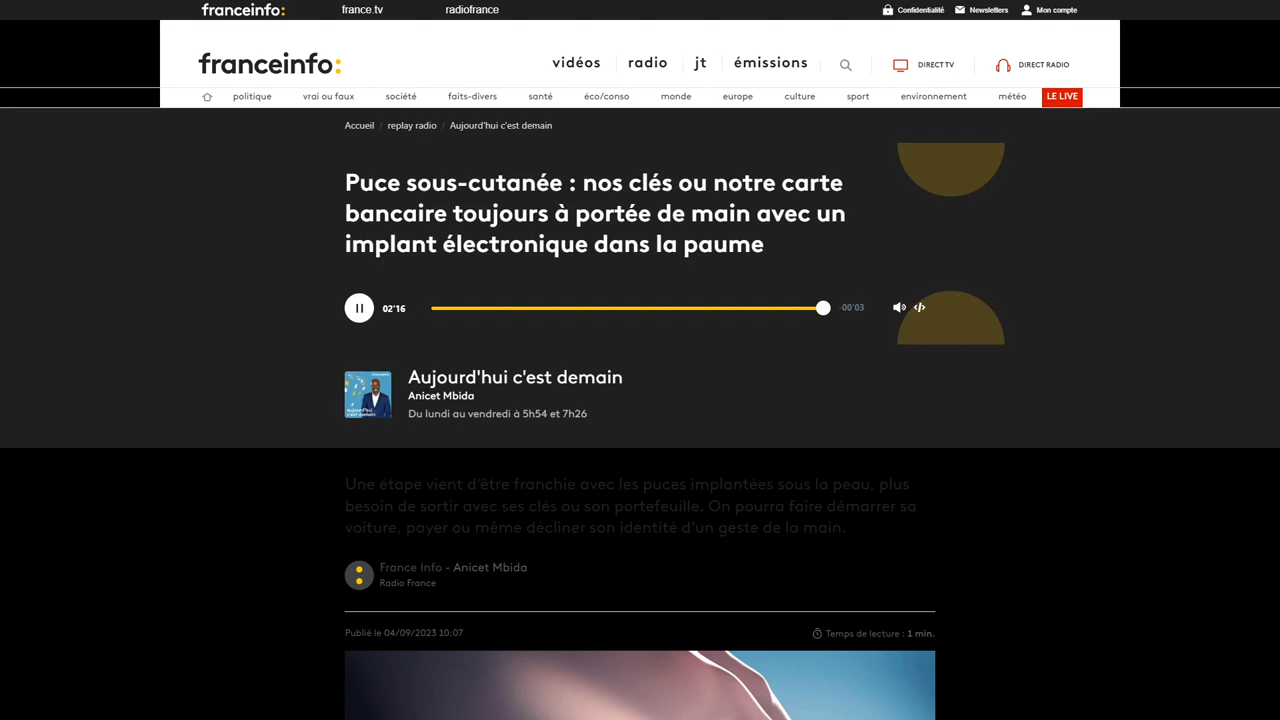 franceinfo: france.tv radiofrance Confidentialité Newsletters Mon compte
franceinfo: vidéos radio jt émissions DIRECT TV DIRECT RADIO
politique vrai ou faux société faits-divers santé éco/conso monde europe culture sport environnement météo LE LIVE
Accueil / replay radio / Aujourd'hui c'est demain
Puce sous-cutanée : nos clés ou notre carte
bancaire toujours à portée de main avec un
implant électronique dans la paume
02'16 -00'03
Aujourd'hui c'est demain
Anicet Mbida
Du lundi au vendredi à 5h54 et 7h26
Une étape vient d’être franchie avec les puces implantées sous la peau, plus
besoin de sortir avec ses clés ou son portefeuille. On pourra faire démarrer sa
voiture, payer ou même décliner son identité d’un geste de la main.
France Info - Anicet Mbida
Radio France
Publié le 04/09/2023 10:07 Temps de lecture : 1 min.